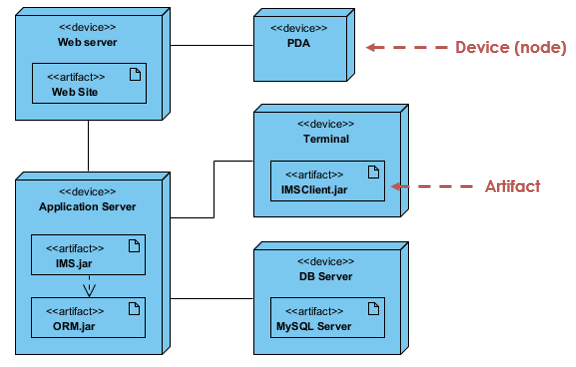 <<device>>
Web server
<<artifact>>
Web Site
<<device>>
PDA
Device (node)
<<device>>
Terminal
<<artifact>>
IMSClient.jar
Artifact
<<device>>
Application Server
<<artifact>>
IMS.jar
<<artifact>>
ORM.jar
<<device>>
DB Server
<<artifact>>
MySQL Server